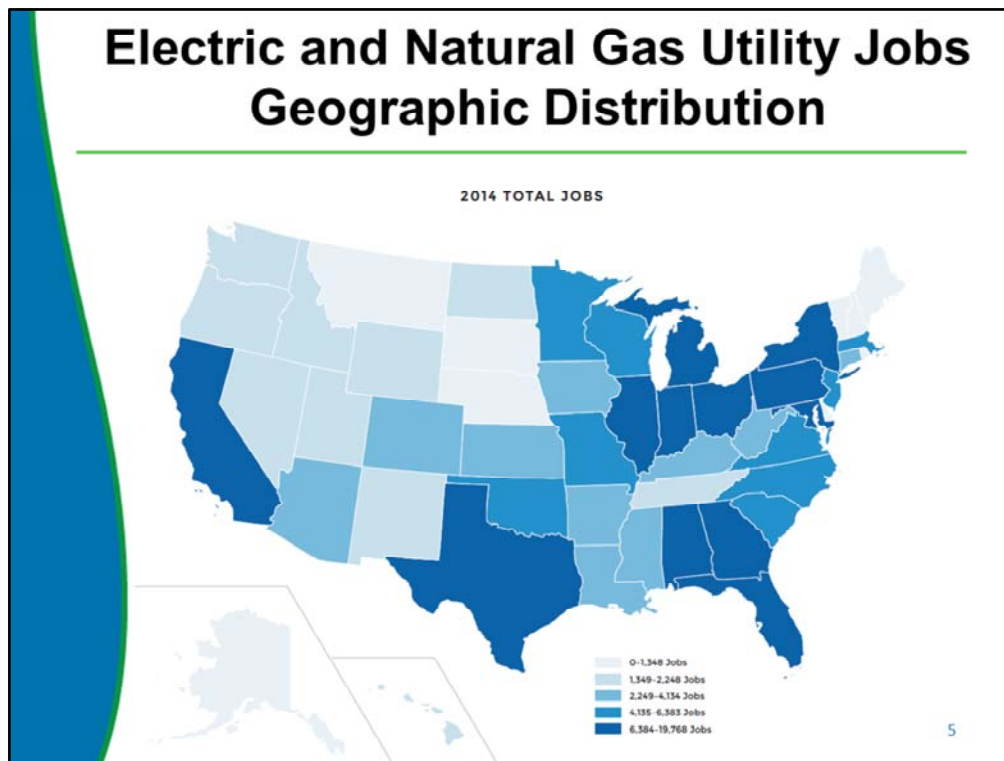 Electric and Natural Gas Utility Jobs
Geographic Distribution
2014 TOTAL JOBS
0-1,348 Jobs
1,349-2,248 Jobs
2,249-4,134 Jobs
4,135-6,383 Jobs
6,384-19,768 Jobs
5